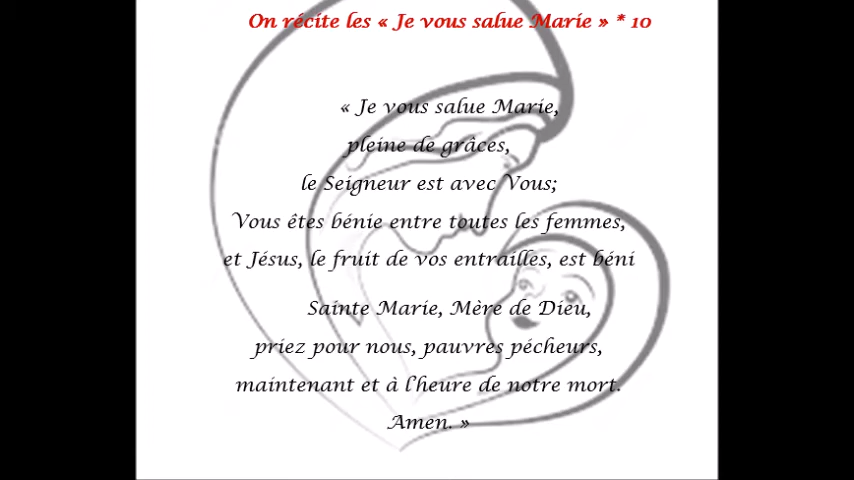 On récite les « Je vous salue Marie » * 10
« Je vous salue Marie,
pleine de grâces,
le Seigneur est avec Vous;
Vous êtes bénie entre toutes les femmes,
et Jésus, le fruit de vos entrailles, est béni
Sainte Marie, Mère de Dieu,
priez pour nous, pauvres pécheurs,
maintenant et à l'heure de notre mort.
Amen. »